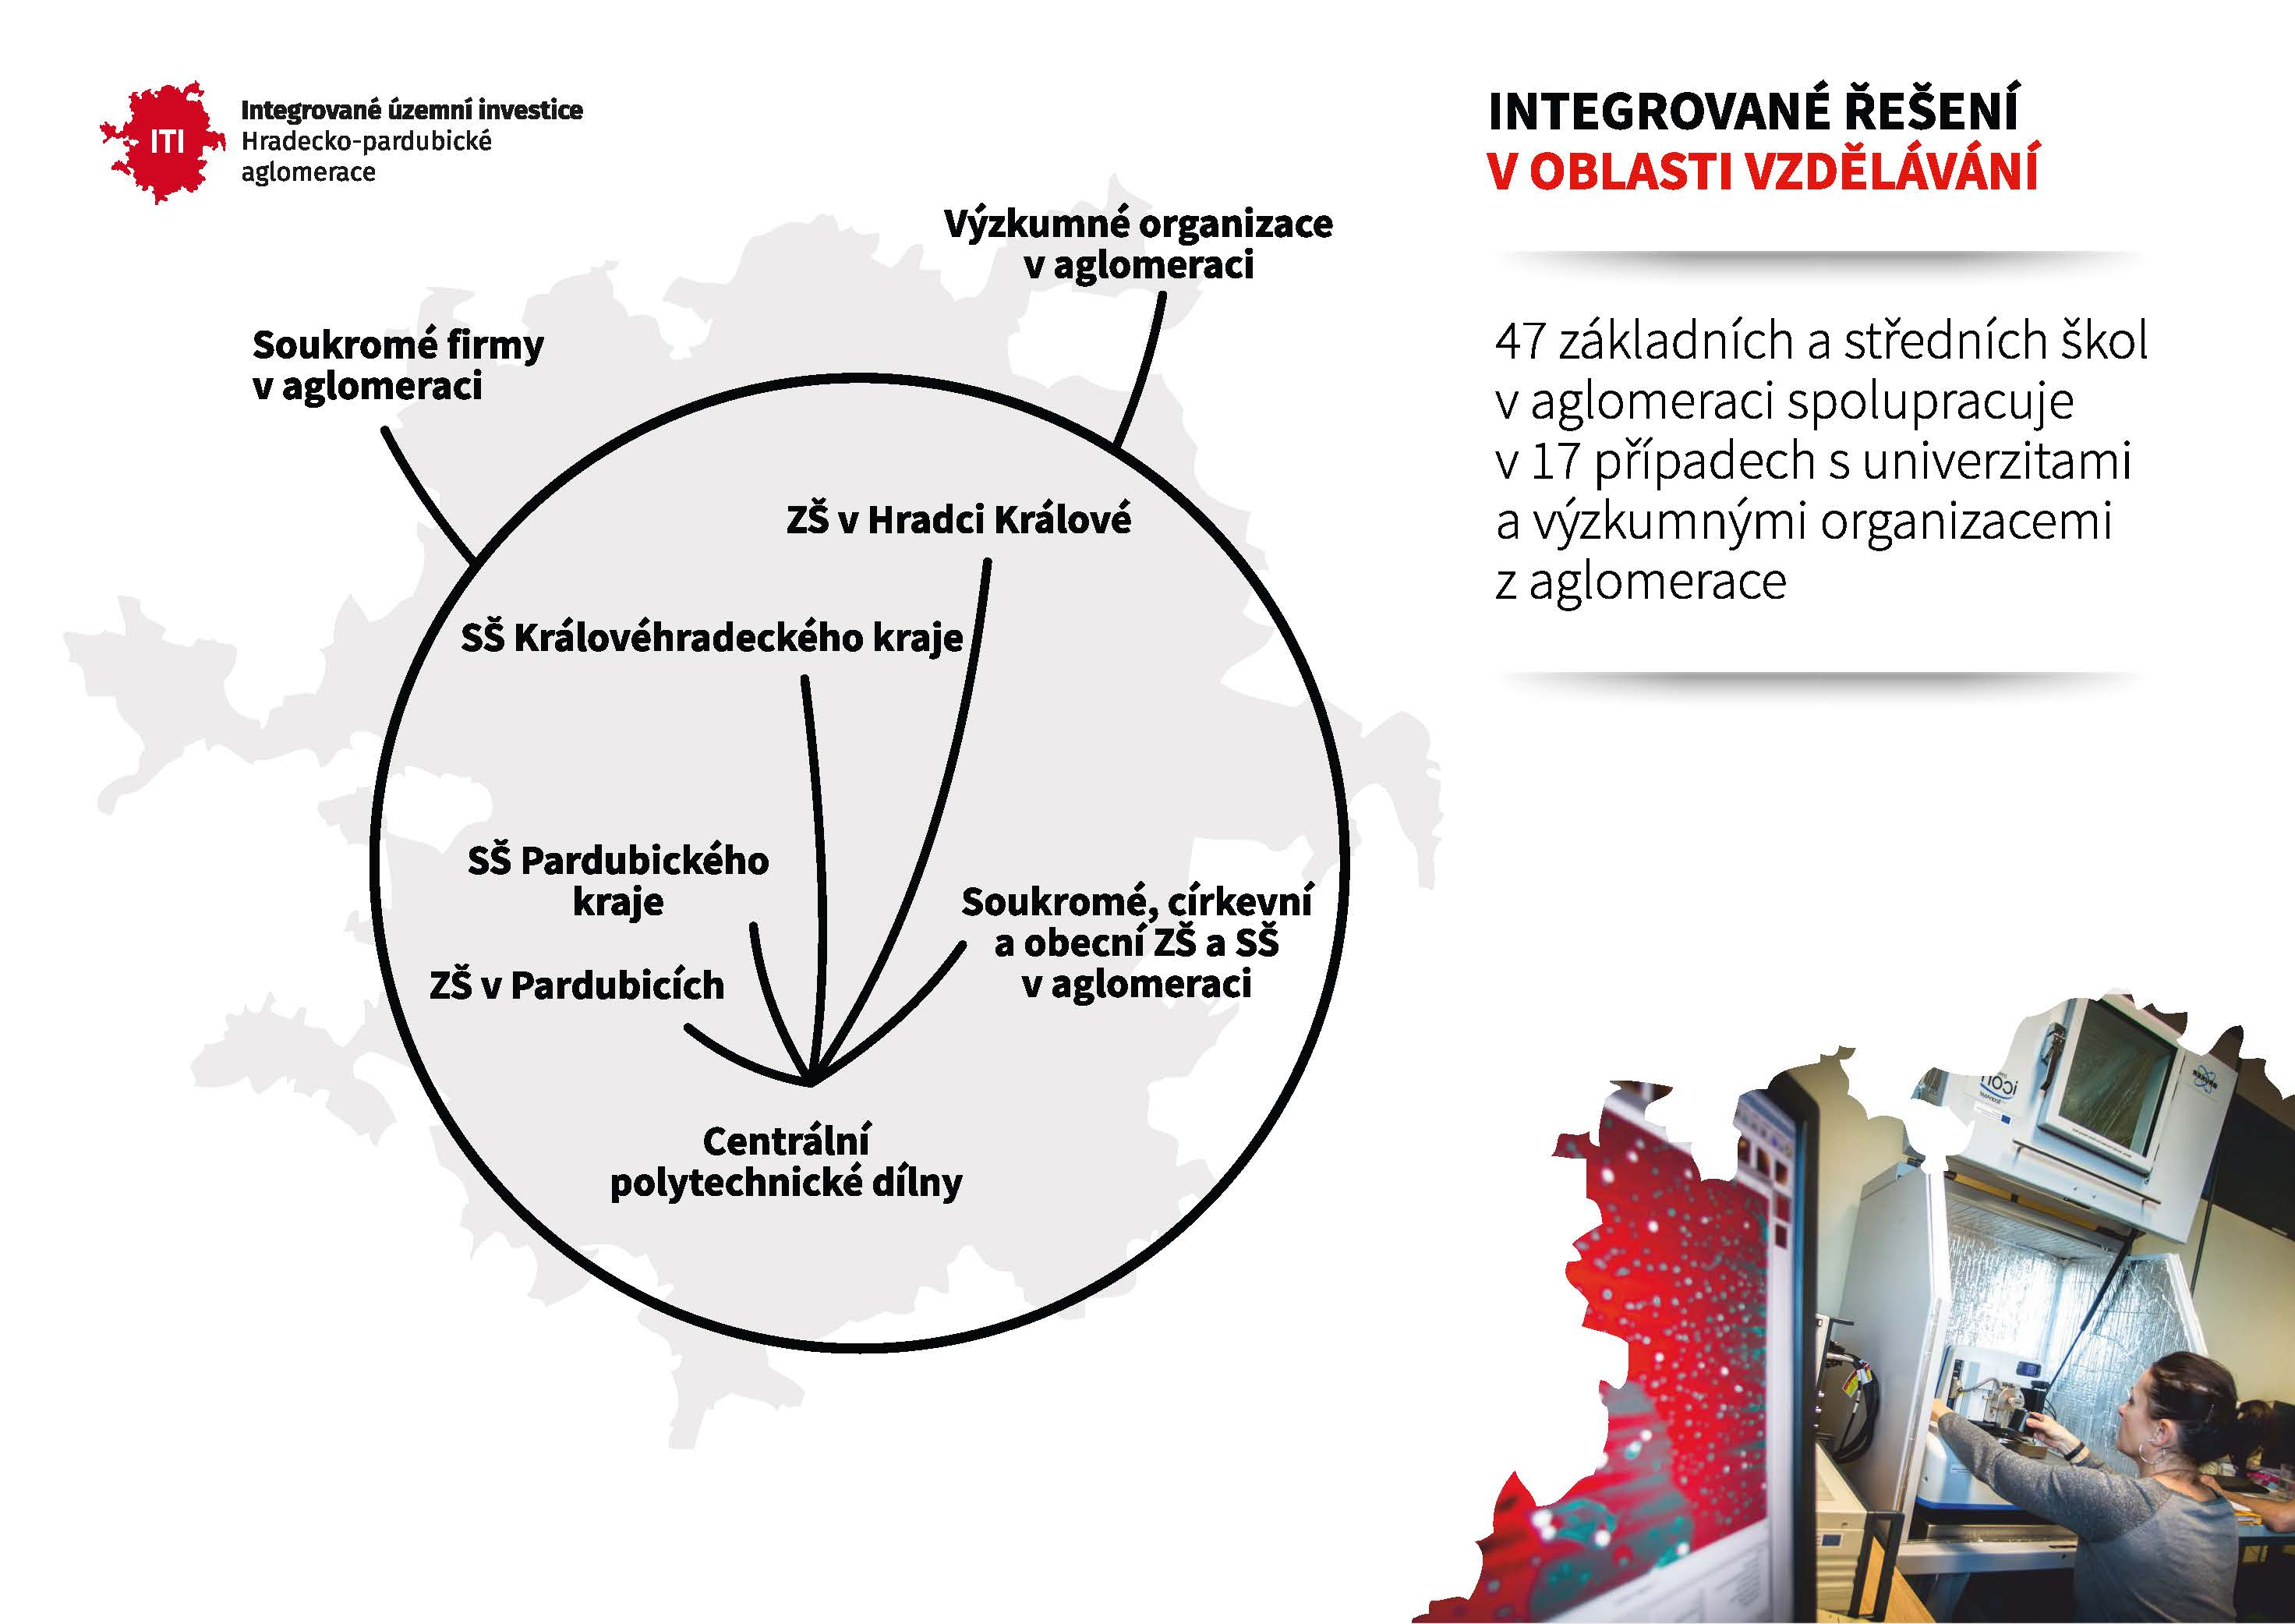 ITI
Integrované územní investice
Hradecko-pardubické
aglomerace
INTEGROVANÉ ŘEŠENÍ
V OBLASTI VZDĚLÁVÁNÍ
47 základních a středních škol
v aglomeraci spolupracuje
v 17 případech s univerzitami
a výzkumnými organizacemi
z aglomerace
Výzkumné organizace
v aglomeraci
Soukromé firmy
v aglomeraci
ZŠ v Hradci Králové
SŠ Královéhradeckého kraje
SŠ Pardubického
kraje
Soukromé, církevní
a obecní ZŠ a SŠ
v aglomeraci
ZŠ v Pardubicích
Centrální
polytechnické dílny